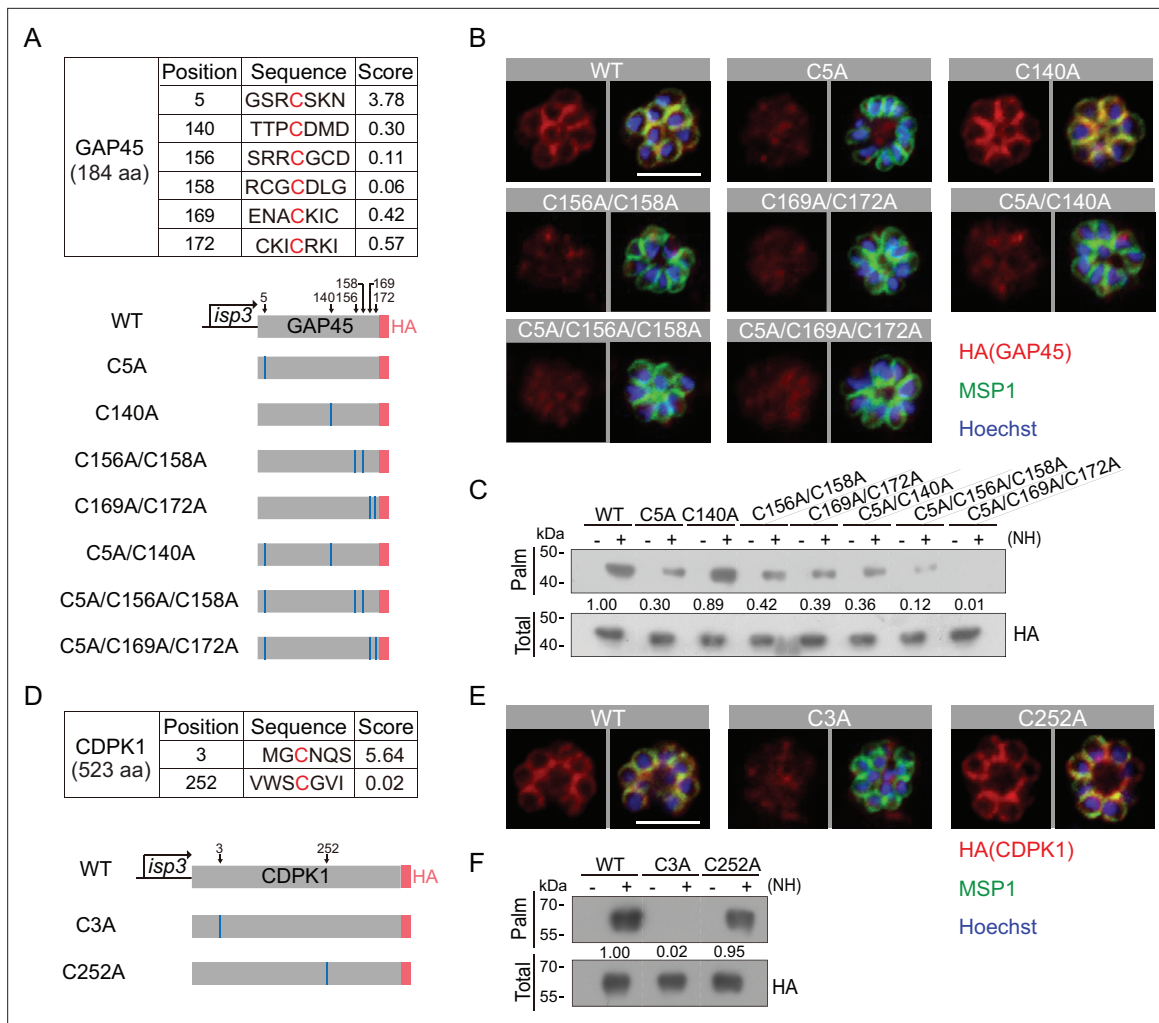 A
GAP45
(184 aa)
Position Sequence Score
5 GSRCSKN 3.78
140 TTPCDMD 0.30
156 SRRCGCD 0.11
158 RCGCDLG 0.06
169 ENACKIC 0.42
172 CKICRKI 0.57
158 169
5 140 156 172
WT isp3 GAP45 HA
C5A
C140A
C156A/C158A
C169A/C172A
C5A/C140A
C5A/C156A/C158A
C5A/C169A/C172A
B
WT C5A C140A
C156A/C158A C169A/C172A C5A/C140A
C5A/C156A/C158A C5A/C169A/C172A
HA(GAP45)
MSP1
Hoechst
C
WT C5A C140A C156A/C158A C169A/C172A C5A/C140A C5A/C156A/C158A C5A/C169A/C172A
kDa - + - + - + - + - + - + - + - + (NH)
Palm 50- 40-
1.00 0.30 0.89 0.42 0.39 0.36 0.12 0.01
Total 50- 40- HA
D
CDPK1
(523 aa)
Position Sequence Score
3 MGCNQS 5.64
252 VWSCGVI 0.02
3 252
WT isp3 CDPK1 HA
C3A
C252A
E
WT C3A C252A
HA(CDPK1)
MSP1
Hoechst
F
WT C3A C252A
kDa - + - + - + (NH)
Palm 70- 55-
1.00 0.02 0.95
Total 70- 55- HA